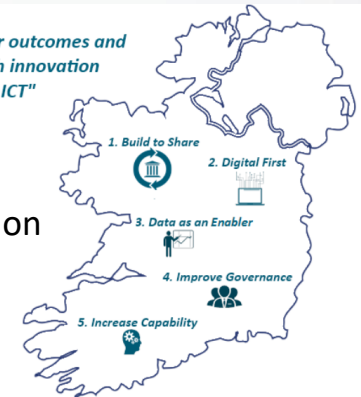 r outcomes and
n innovation
ICT"
1. Build to Share
2. Digital First
on
3. Data as an Enabler
4. Improve Governance
5. Increase Capability